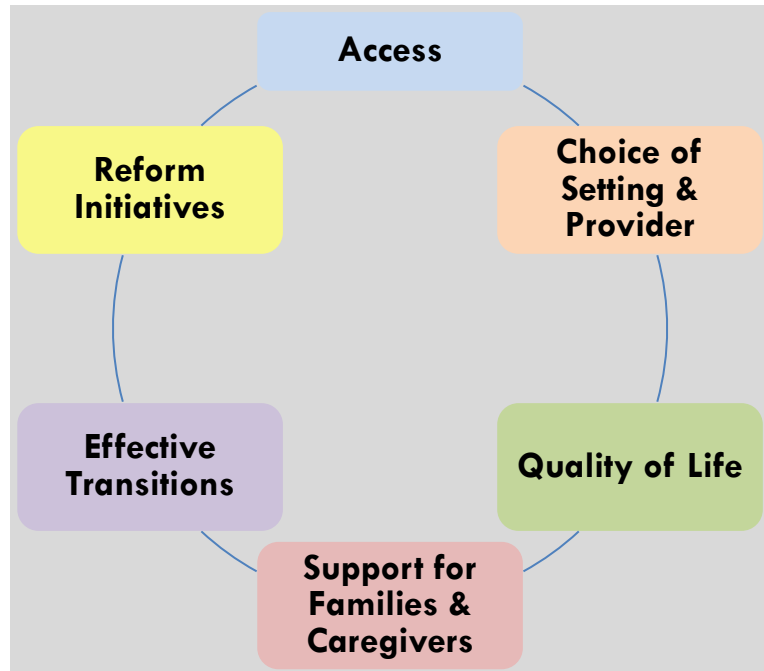 Access
Choice of
Setting &
Provider
Quality of Life
Support for
Families &
Caregivers
Effective
Transitions
Reform
Initiatives